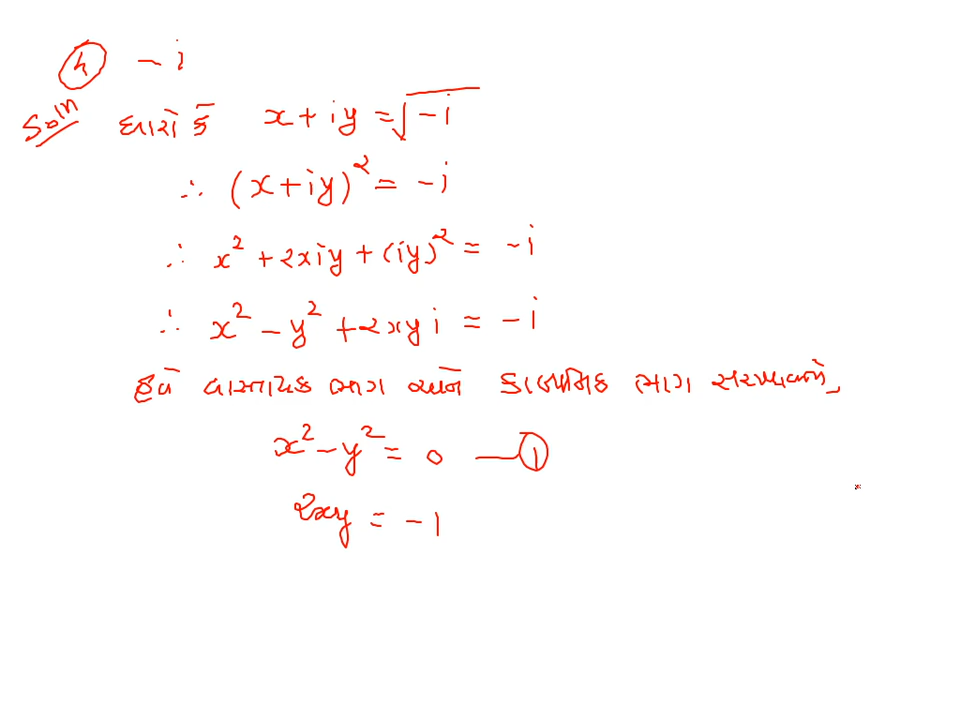 ૫ - i
Soln ધારો કે x + iy = √-i
∴ (x + iy)² = -i
∴ x² + 2xiy + (iy)² = -i
∴ x² - y² + 2xyi = -i
હવે વાસ્તવિક ભાગ અને કાલ્પનિક ભાગ સરખાવતાં,
x² - y² = 0 — ①
2xy = -1